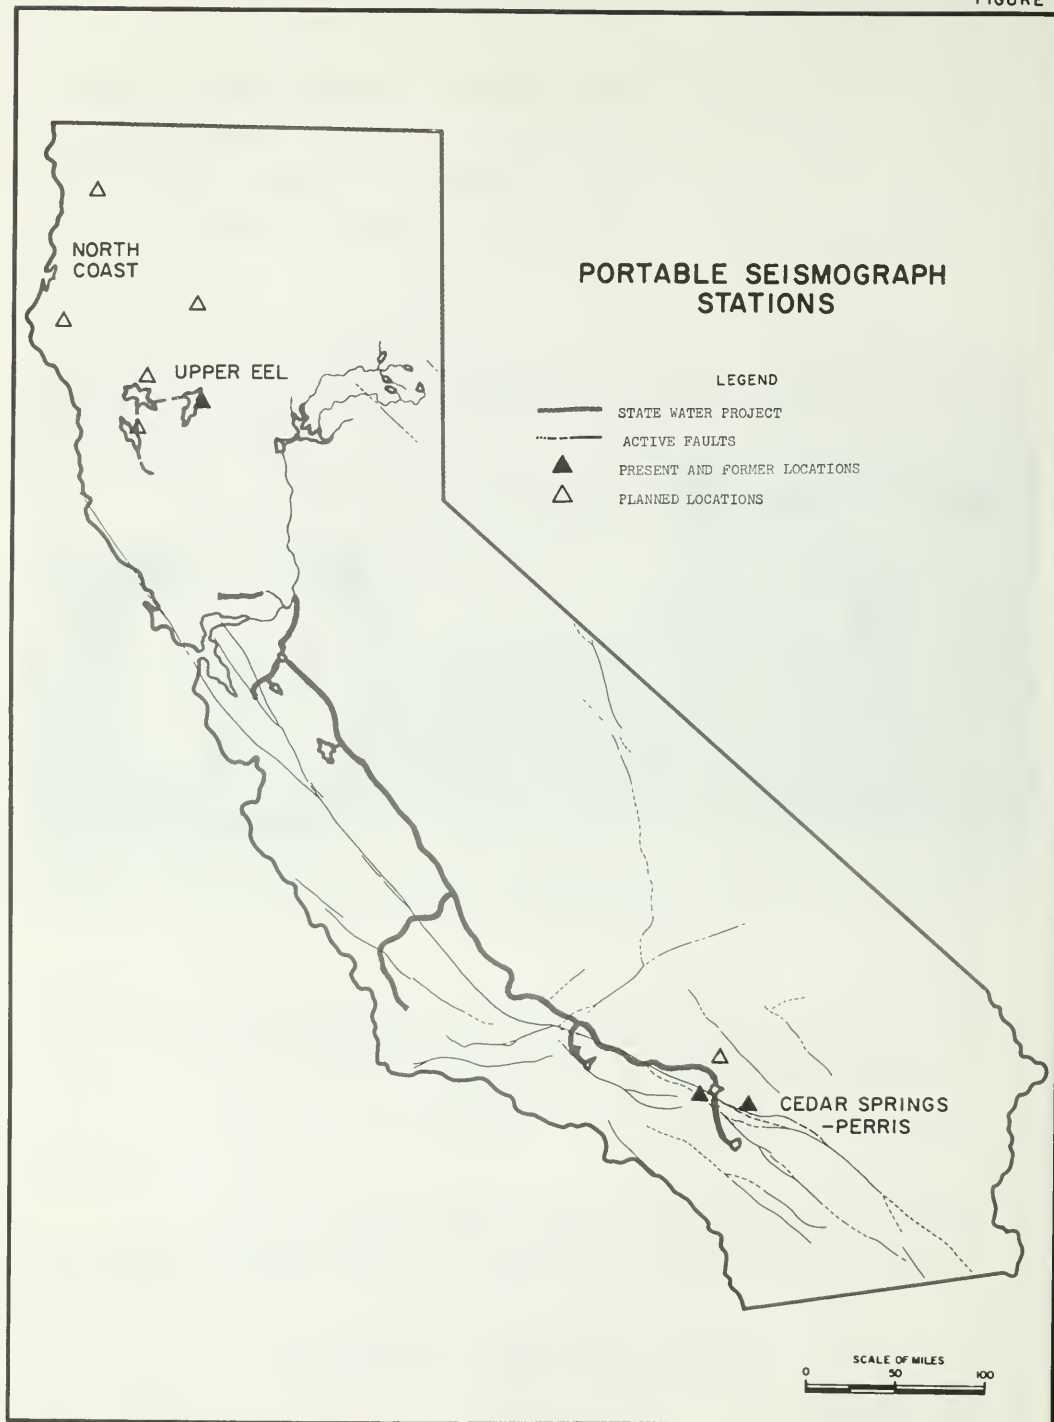 FIGURE
NORTH
COAST
PORTABLE SEISMOGRAPH
STATIONS
UPPER EEL
LEGEND
STATE WATER PROJECT
ACTIVE FAULTS
PRESENT AND FORMER LOCATIONS
PLANNED LOCATIONS
CEDAR SPRINGS
-PERRIS
SCALE OF MILES
0 50 100